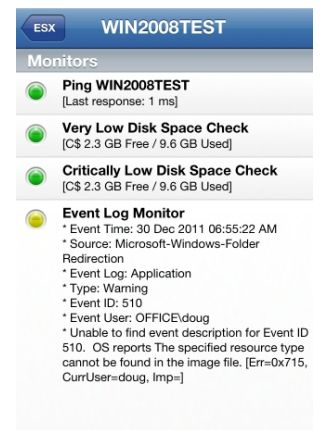 ESX
WIN2008TEST
Monitors
Ping WIN2008TEST
[Last response: 1 ms]
Very Low Disk Space Check
[C$ 2.3 GB Free / 9.6 GB Used]
Critically Low Disk Space Check
[C$ 2.3 GB Free / 9.6 GB Used]
Event Log Monitor
* Event Time: 30 Dec 2011 06:55:22 AM
* Source: Microsoft-Windows-Folder
Redirection
* Event Log: Application
* Type: Warning
* Event ID: 510
* Event User: OFFICE\doug
* Unable to find event description for Event ID
510.  OS reports The specified resource type
cannot be found in the image file. [Err=0x715,
CurrUser=doug, Imp=]